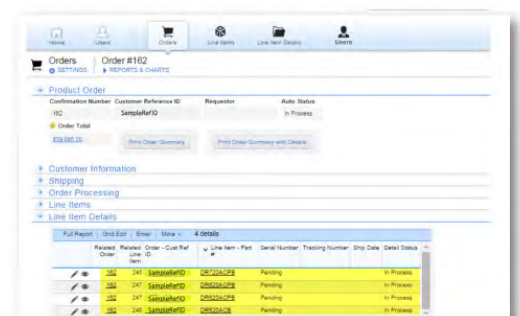 Home Users Orders Line Items Line Item Details Users
Orders Order #162
SETTINGS REPORTS & CHARTS
Product Order
Confirmation Number Customer Reference ID Requestor Auto Status
162 SampleRefID In Process
Order Total
Print Order Summary Print Order Summary with Details
Customer Information
Shipping
Order Processing
Line Items
Line Item Details
Full Report Grid Edit Email More 4 details
Related Order Related Line Item Order - Cust Ref ID Line Item - Part # Serial Number Tracking Number Ship Date Detail Status
162 246 SampleRefID DR720ACPB Pending In Process
162 248 SampleRefID Pending In Process
162 247 SampleRefID DR620ACPB Pending In Process
162 SampleRefID Pending In Process